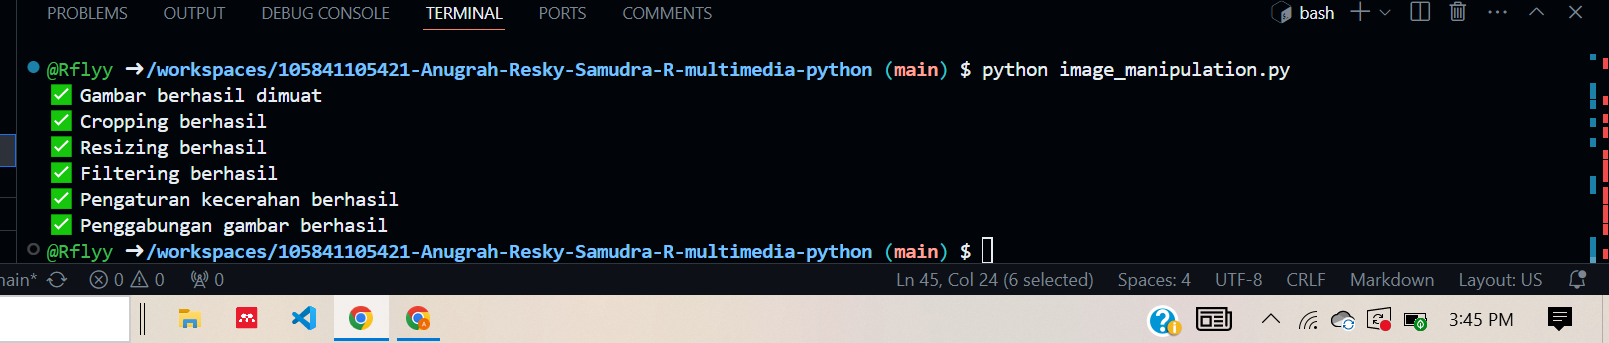 PROBLEMS OUTPUT DEBUG CONSOLE TERMINAL PORTS COMMENTS bash
@Rflyy ➜/workspaces/105841105421-Anugrah-Resky-Samudra-R-multimedia-python (main) $ python image_manipulation.py
✅ Gambar berhasil dimuat
✅ Cropping berhasil
✅ Resizing berhasil
✅ Filtering berhasil
✅ Pengaturan kecerahan berhasil
✅ Penggabungan gambar berhasil
@Rflyy ➜/workspaces/105841105421-Anugrah-Resky-Samudra-R-multimedia-python (main) $
nain* 0 0 0 Ln 45, Col 24 (6 selected) Spaces: 4 UTF-8 CRLF Markdown Layout: US
3:45 PM